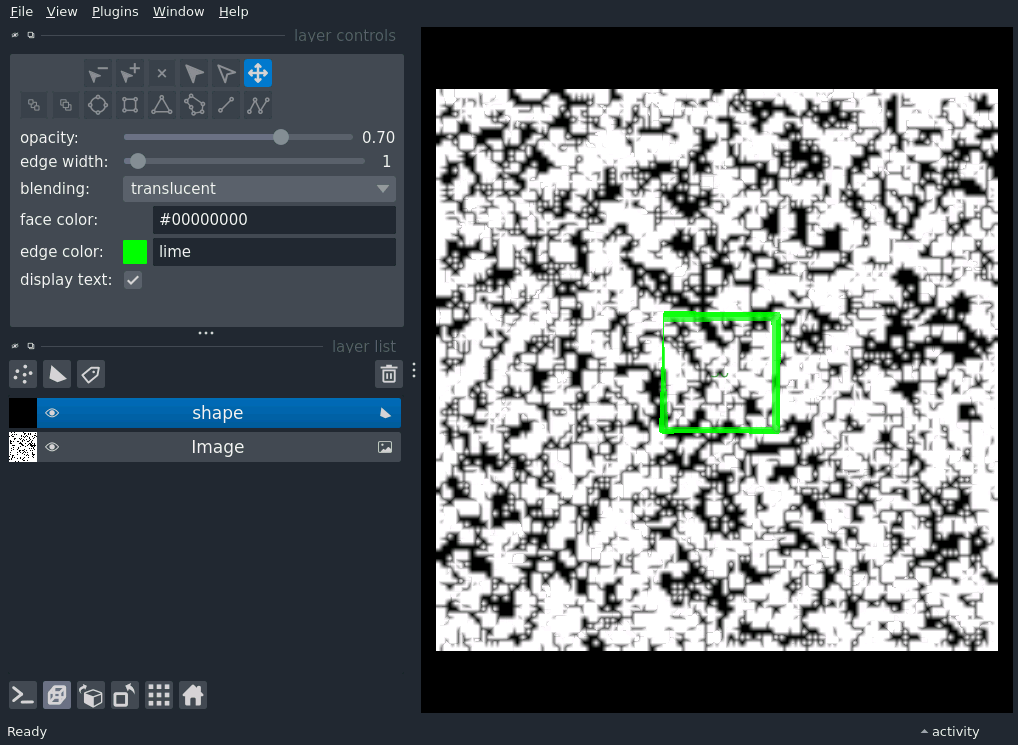 File View Plugins Window Help
layer controls
opacity: 0.70
edge width: 1
blending: translucent
face color: #00000000
edge color: lime
display text:
layer list
shape
Image
Ready activity